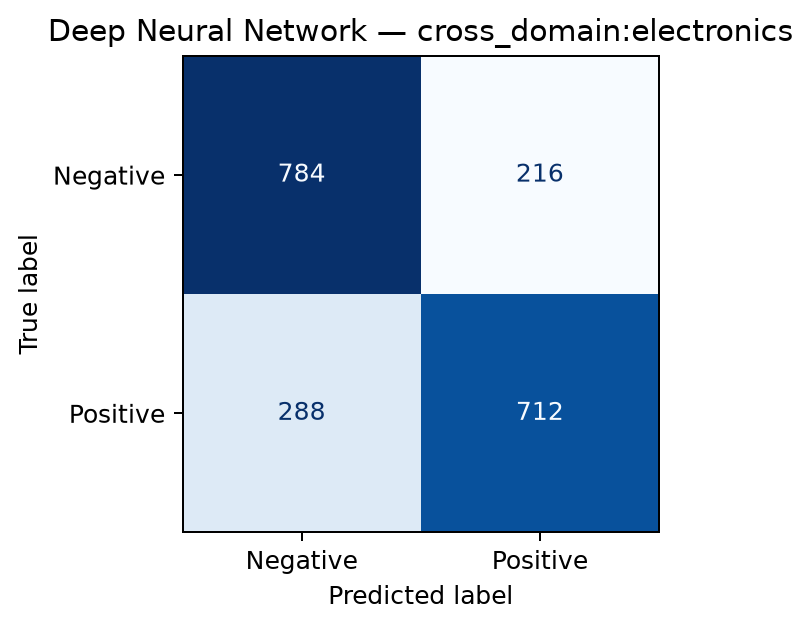 Deep Neural Network — cross_domain:electronics
True label
Negative
784
216
Positive
288
712
Negative
Positive
Predicted label